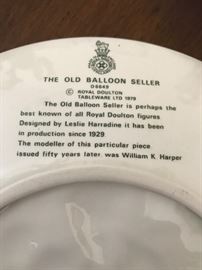 THE OLD BALLOON SELLER
D6649
© ROYAL DOULTON
TABLEWARE LTD 1979
The Old Balloon Seller is perhaps the
best known of all Royal Doulton figures
Designed by Leslie Harradine it has been
in production since 1929
The modeller of this particular piece
issued fifty years later was William K Harper